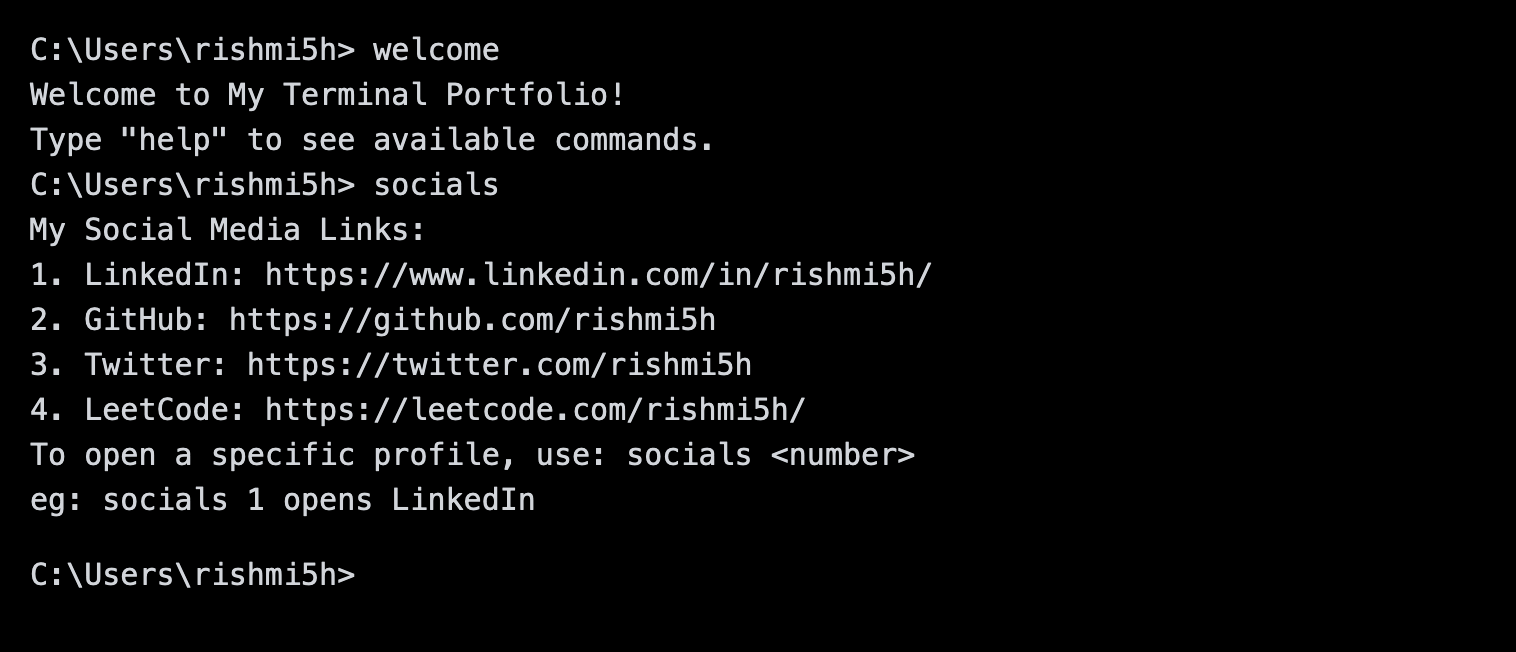 C:\Users\rishmi5h> welcome
Welcome to My Terminal Portfolio!
Type "help" to see available commands.
C:\Users\rishmi5h> socials
My Social Media Links:
1. LinkedIn: https://www.linkedin.com/in/rishmi5h/
2. GitHub: https://github.com/rishmi5h
3. Twitter: https://twitter.com/rishmi5h
4. LeetCode: https://leetcode.com/rishmi5h/
To open a specific profile, use: socials <number>
eg: socials 1 opens LinkedIn
C:\Users\rishmi5h>